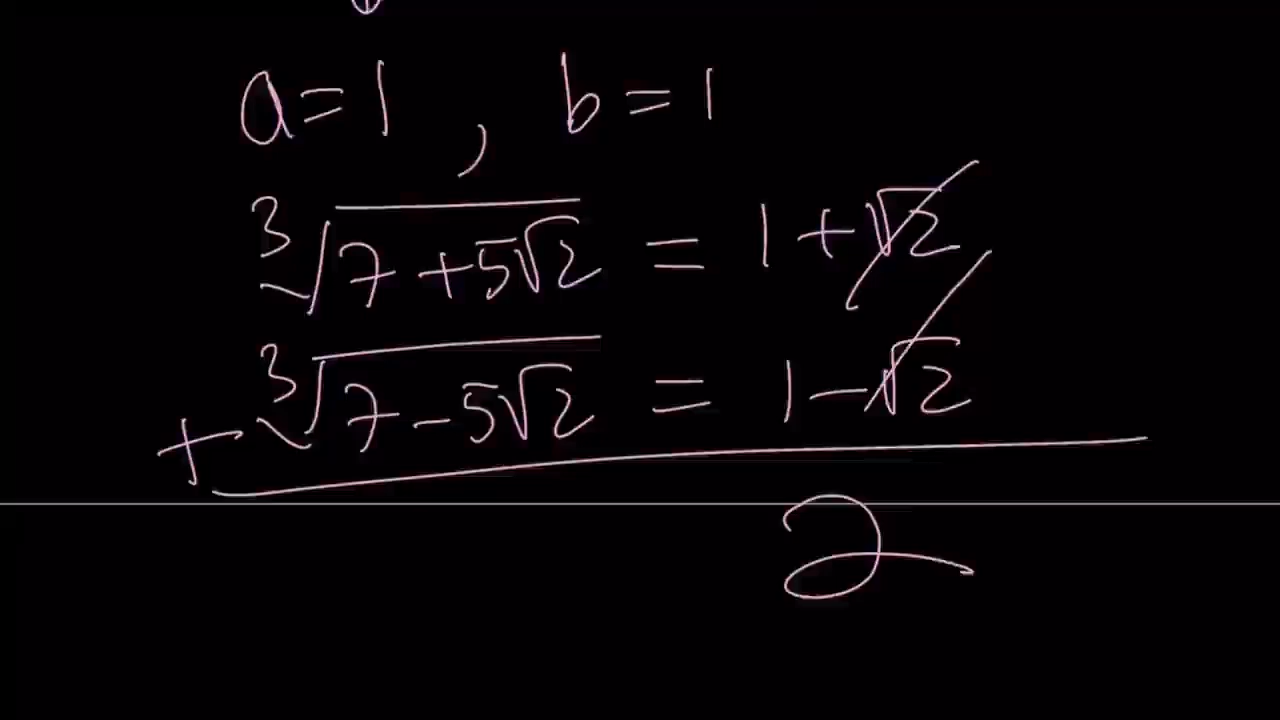 a = 1 , b = 1
∛(7 + 5√2) = 1 + √2
+ ∛(7 - 5√2) = 1 - √2
2